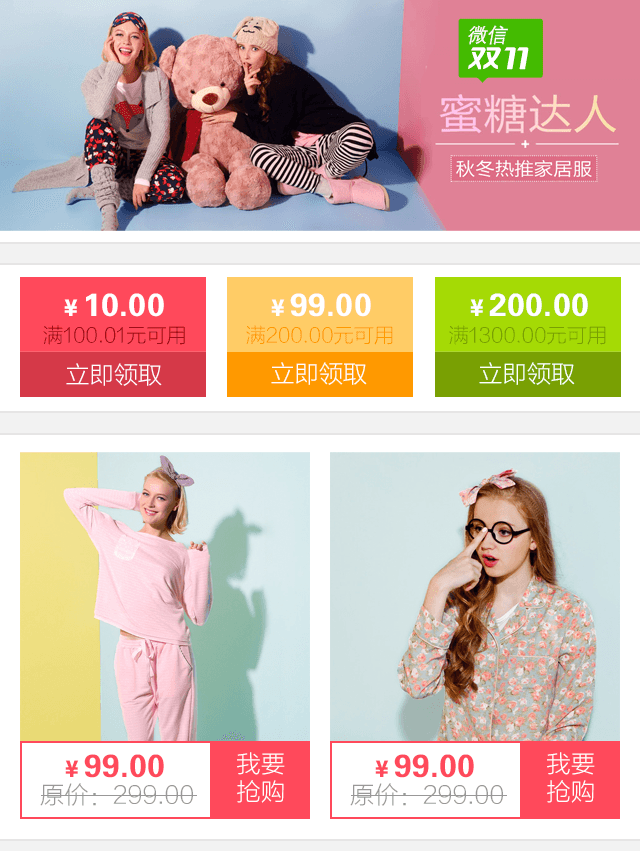 微信
双11
蜜糖达人
秋冬热推家居服
¥ 10.00
满100.01元可用
立即领取
¥ 99.00
满200.00元可用
立即领取
¥ 200.00
满1300.00元可用
立即领取
¥ 99.00
原价：299.00
我要
抢购
¥ 99.00
原价：299.00
我要
抢购